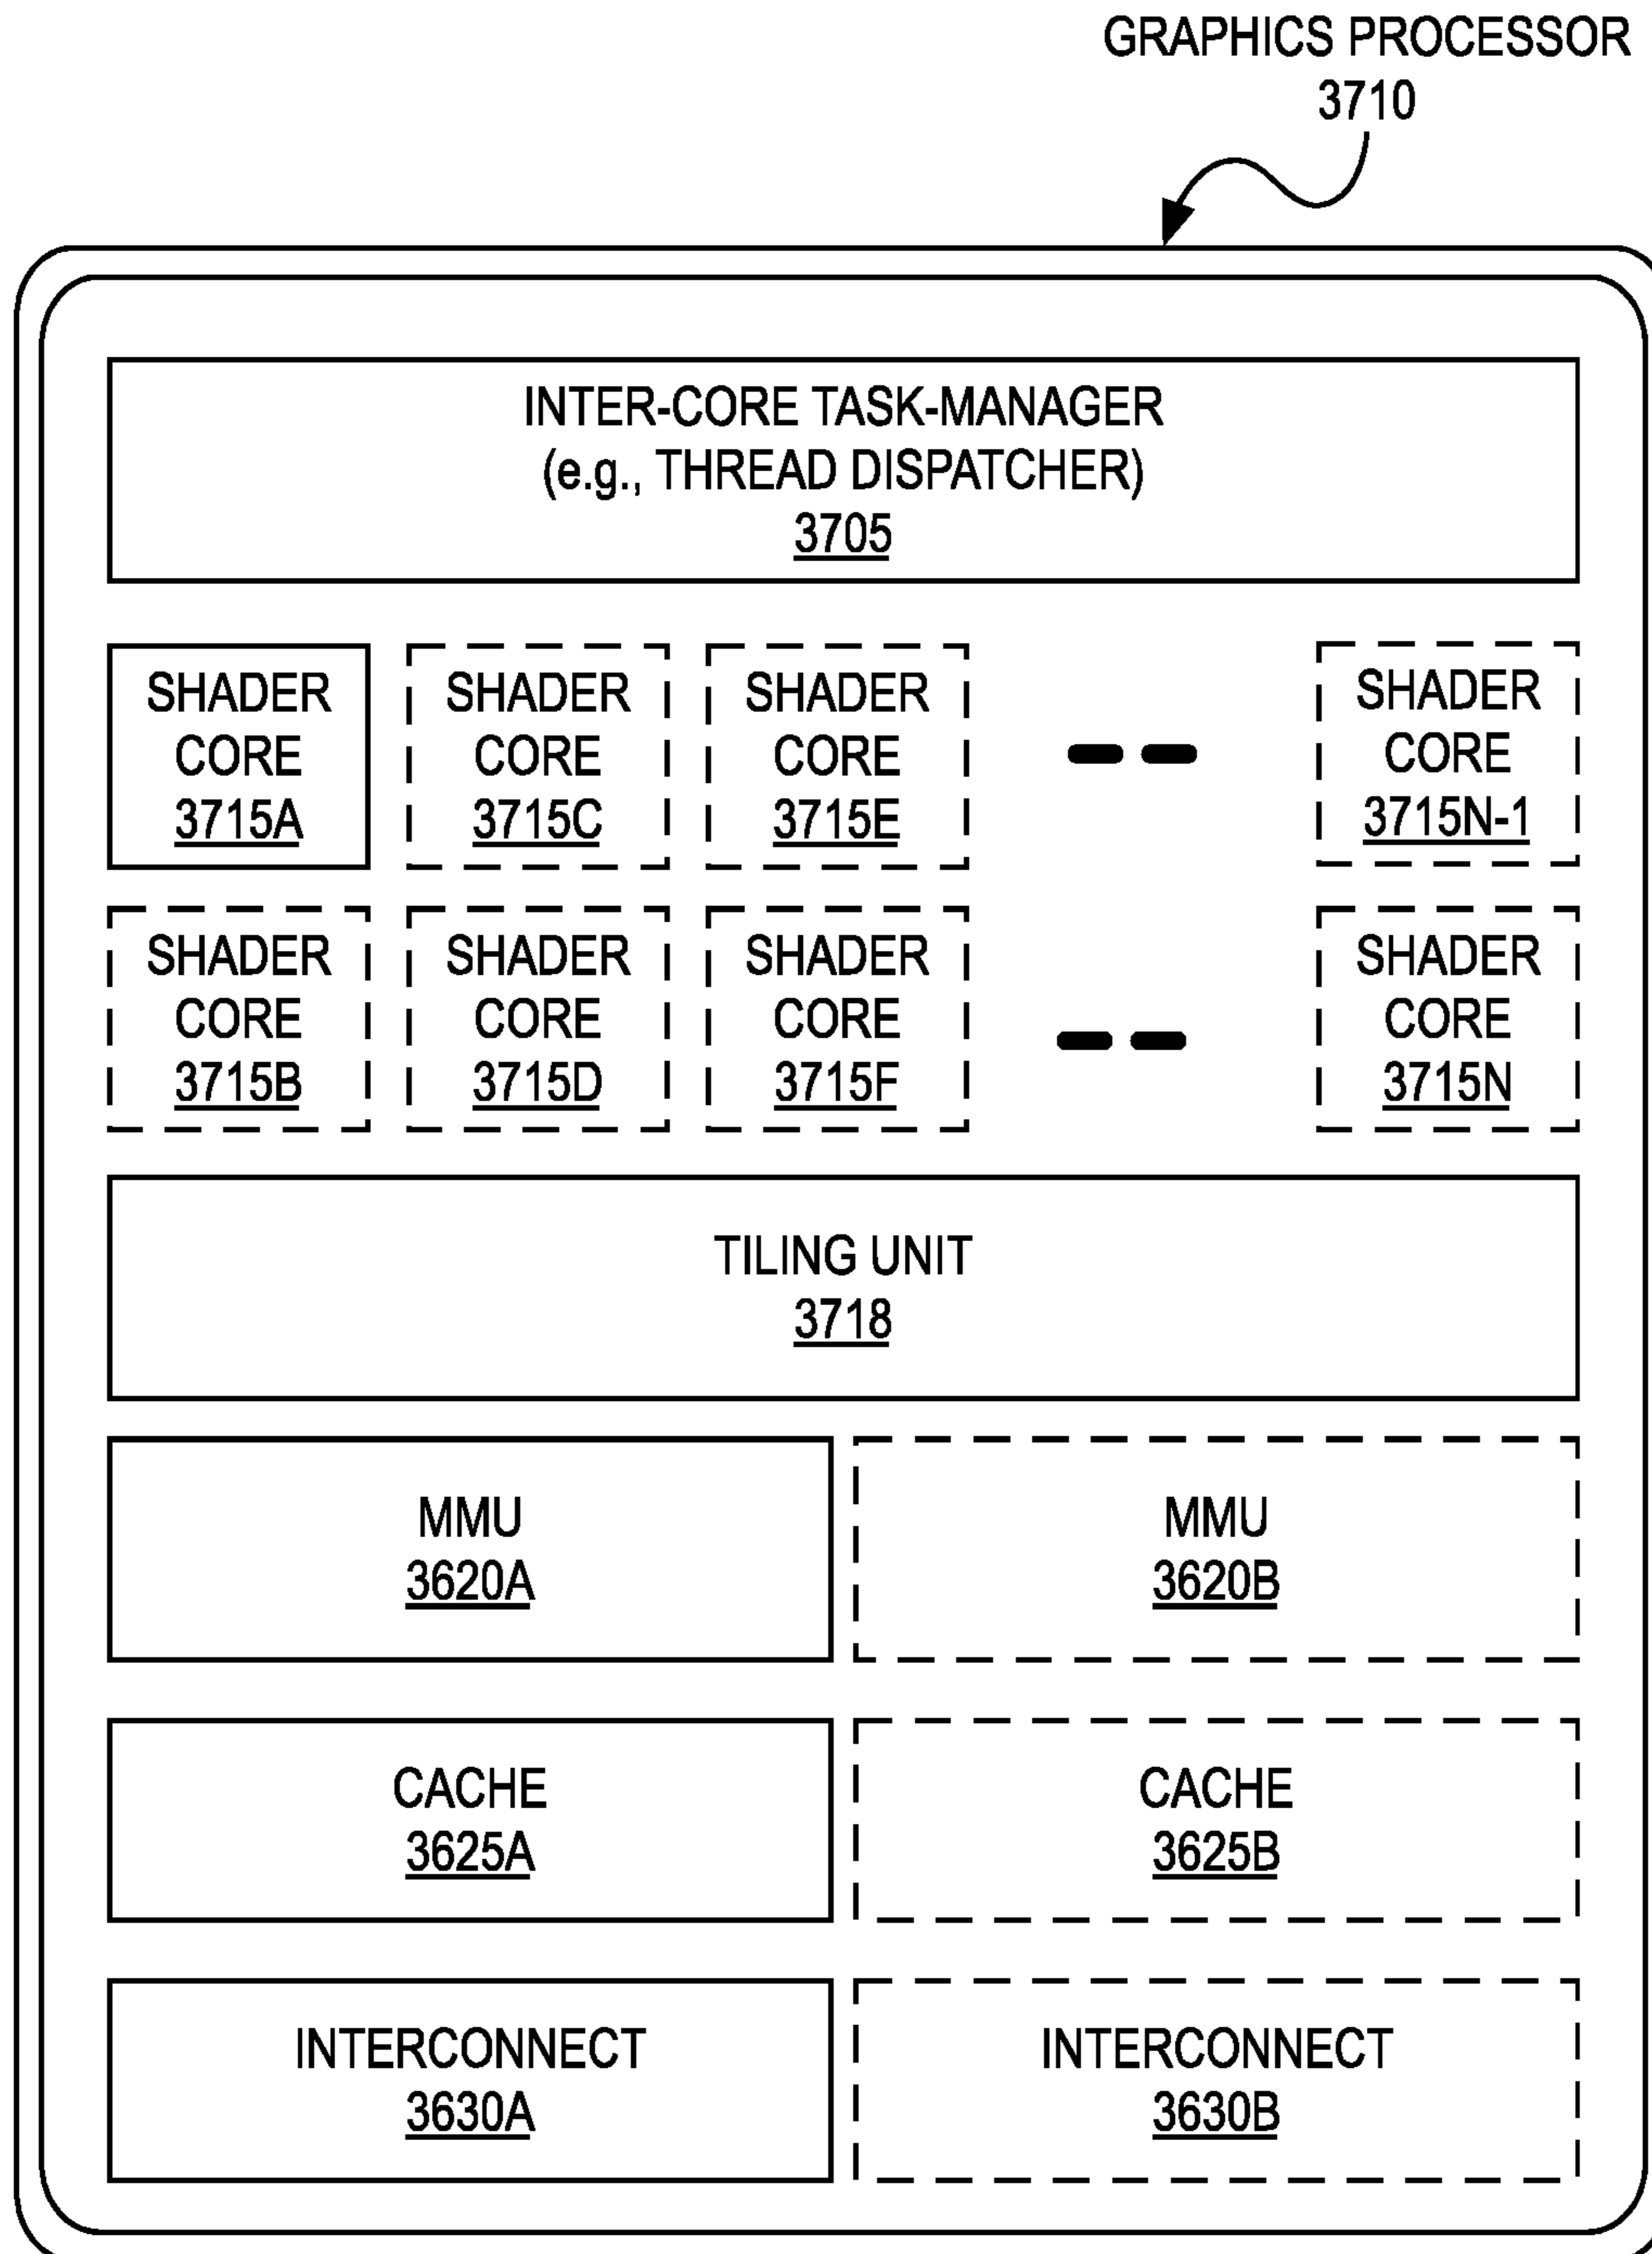 GRAPHICS PROCESSOR
3710
INTER-CORE TASK-MANAGER
(e.g., THREAD DISPATCHER)
3705
SHADER
CORE
3715A
SHADER
CORE
3715C
SHADER
CORE
3715E
SHADER
CORE
3715N-1
SHADER
CORE
3715B
SHADER
CORE
3715D
SHADER
CORE
3715F
SHADER
CORE
3715N
TILING UNIT
3718
MMU
3620A
MMU
3620B
CACHE
3625A
CACHE
3625B
INTERCONNECT
3630A
INTERCONNECT
3630B